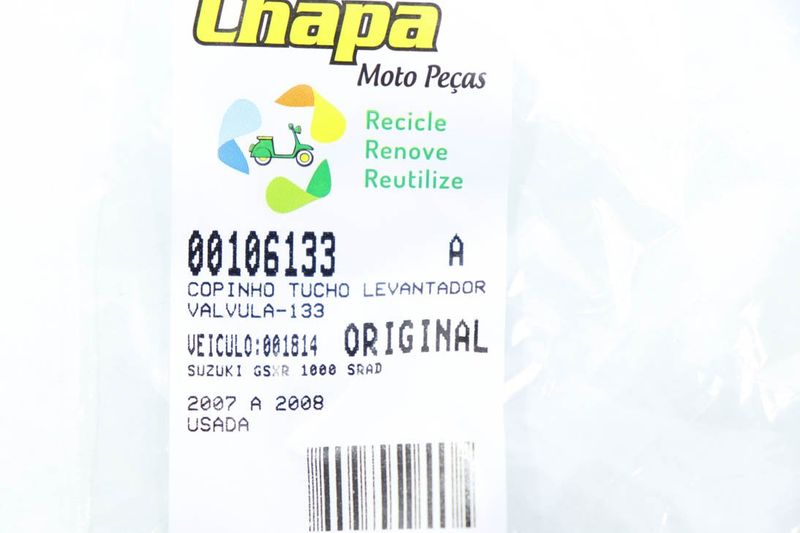 Chapa
Moto Peças
Recicle
Renove
Reutilize
00106133 A
COPINHO TUCHO LEVANTADOR
VALVULA-133
VEICULO:001814 ORIGINAL
SUZUKI GSXR 1000 SRAD
2007 A 2008
USADA